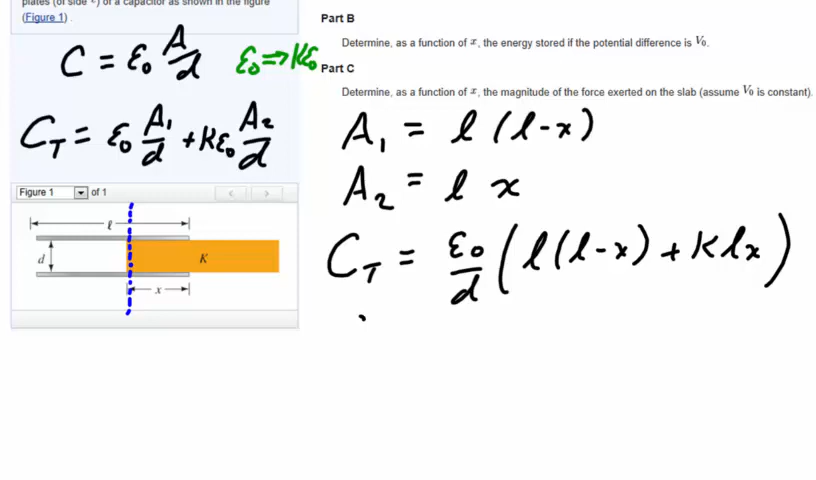 plates (of side ℓ) of a capacitor as shown in the figure
(Figure 1) .
C = ε₀ A/d ε₀ ⇒ Kε₀
C_T = ε₀ A₁/d + Kε₀ A₂/d
Figure 1 of 1
ℓ
d
K
x
Part B
Determine, as a function of x, the energy stored if the potential difference is V₀.
Part C
Determine, as a function of x, the magnitude of the force exerted on the slab (assume V₀ is constant).
A₁ = l (l-x)
A₂ = l x
C_T = ε₀/d (l(l-x) + K l x)